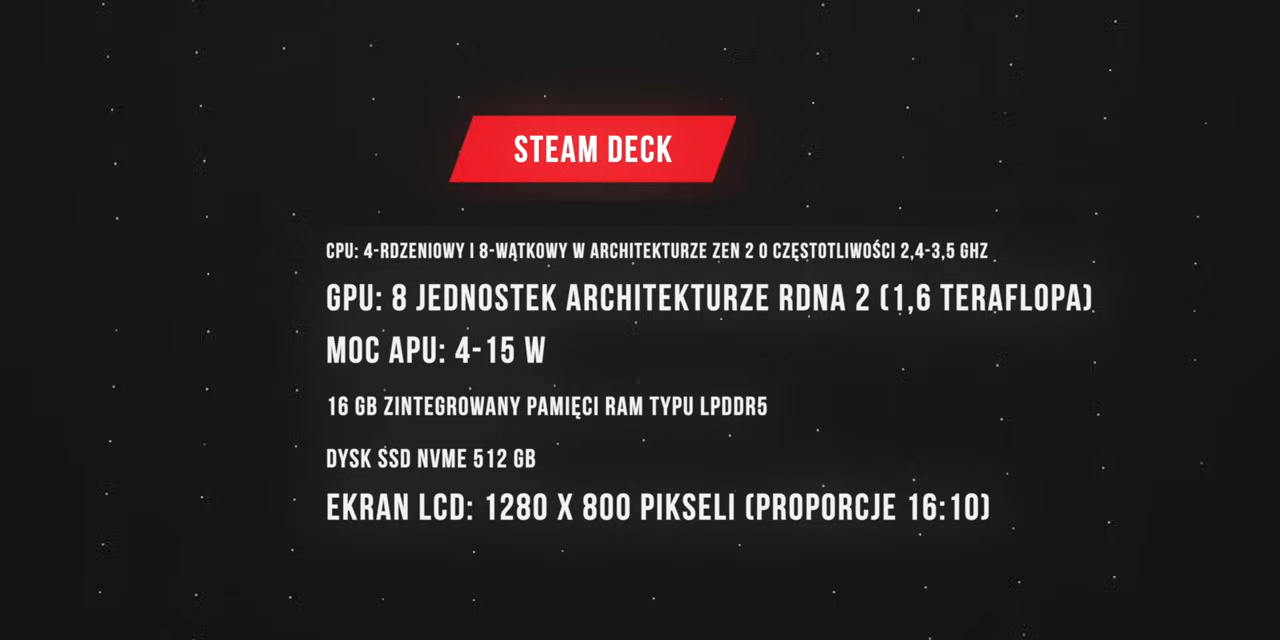 STEAM DECK
CPU: 4-RDZENIOWY I 8-WĄTKOWY W ARCHITEKTURZE ZEN 2 O CZĘSTOTLIWOŚCI 2,4-3,5 GHZ
GPU: 8 JEDNOSTEK ARCHITEKTURZE RDNA 2 (1,6 TERAFLOPA)
MOC APU: 4-15 W
16 GB ZINTEGROWANY PAMIĘCI RAM TYPU LPDDR5
DYSK SSD NVME 512 GB
EKRAN LCD: 1280 X 800 PIKSELI (PROPORCJE 16:10)